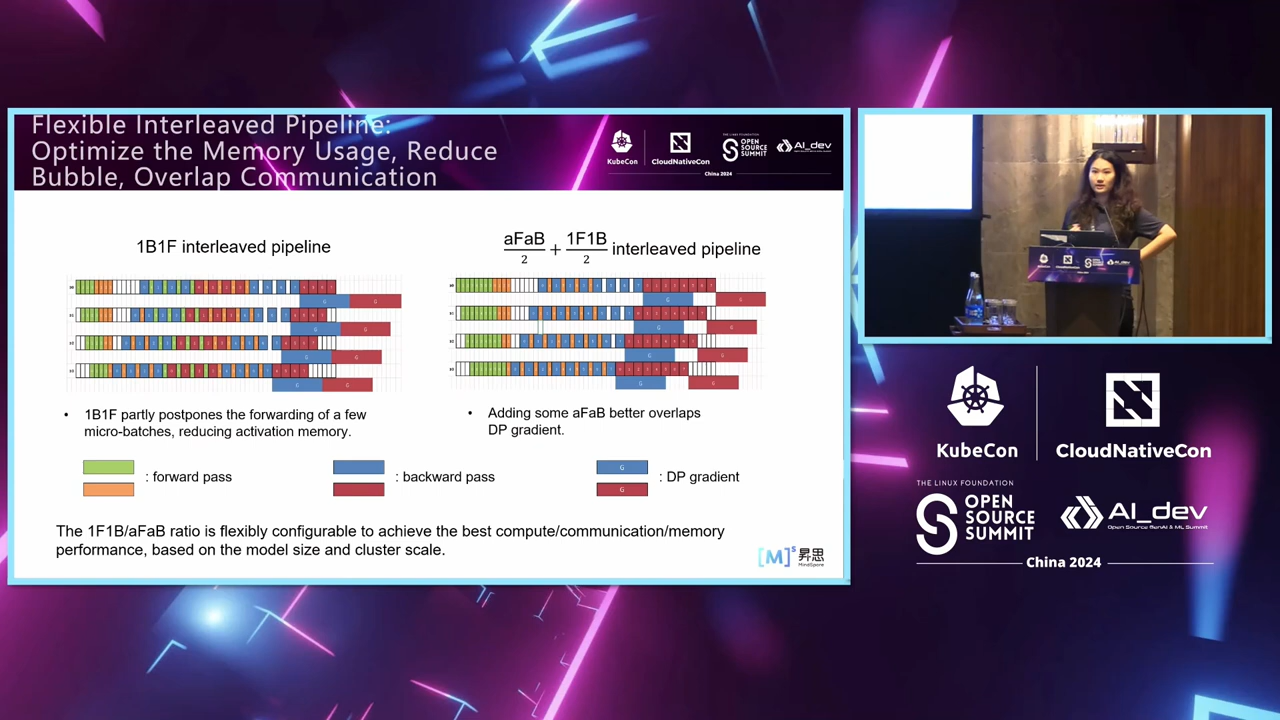 Flexible Interleaved Pipeline:
Optimize the Memory Usage, Reduce
Bubble, Overlap Communication
KubeCon
CloudNativeCon
THE LINUX FOUNDATION
OPEN
SOURCE
SUMMIT
AI_dev
China 2024
1B1F interleaved pipeline
aFaB/2 + 1F1B/2 interleaved pipeline
G G
G G
G G
G G
G G
G G
G G
G G
• 1B1F partly postpones the forwarding of a few
micro-batches, reducing activation memory.
• Adding some aFaB better overlaps
DP gradient.
: forward pass
: backward pass
G
G
: DP gradient
The 1F1B/aFaB ratio is flexibly configurable to achieve the best compute/communication/memory
performance, based on the model size and cluster scale.
[M]s 昇思
MindSpore
KubeCon
CloudNativeCon
THE LINUX FOUNDATION
OPEN
SOURCE
SUMMIT
AI_dev
Open Source GenAI & ML Summit
China 2024